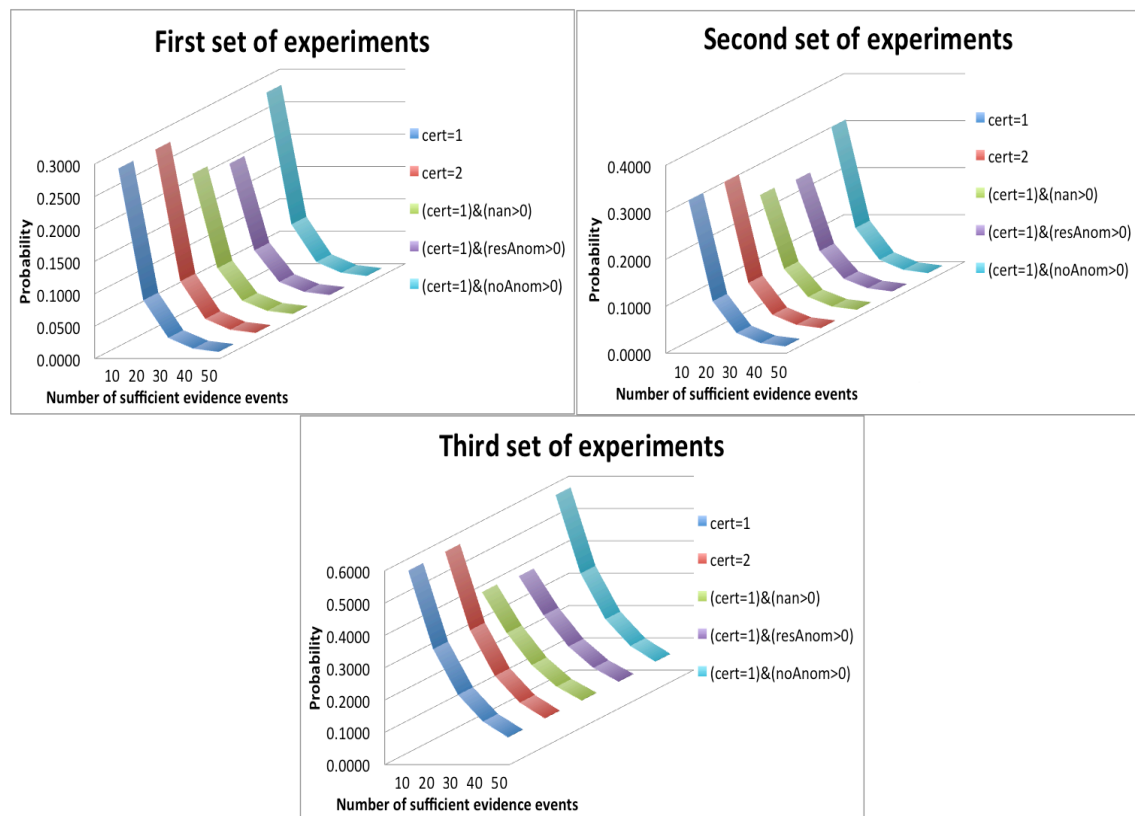 First set of experiments
0.3000
0.2500
0.2000
0.1500
0.1000
0.0500
0.0000
Probability
10 20 30 40 50
Number of sufficient evidence events
cert=1
cert=2
(cert=1)&(nan>0)
(cert=1)&(resAnom>0)
(cert=1)&(noAnom>0)
Second set of experiments
0.4000
0.3000
0.2000
0.1000
0.0000
Probability
10 20 30 40 50
Number of sufficient evidence events
cert=1
cert=2
(cert=1)&(nan>0)
(cert=1)&(resAnom>0)
(cert=1)&(noAnom>0)
Third set of experiments
0.6000
0.5000
0.4000
0.3000
0.2000
0.1000
0.0000
Probability
10 20 30 40 50
Number of sufficient evidence events
cert=1
cert=2
(cert=1)&(nan>0)
(cert=1)&(resAnom>0)
(cert=1)&(noAnom>0)